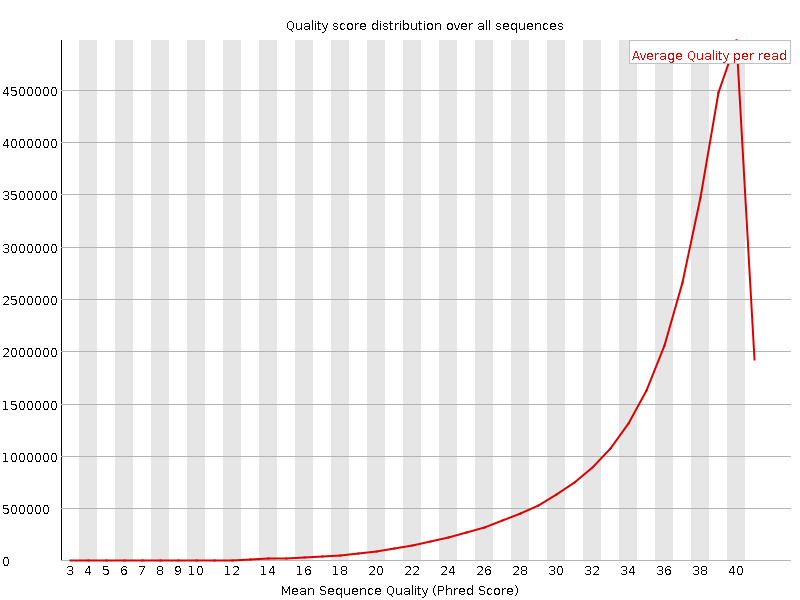 Quality score distribution over all sequences
Average Quality per read
4500000
4000000
3500000
3000000
2500000
2000000
1500000
1000000
500000
0
3 4 5 6 7 8 9 10 12 14 16 18 20 22 24 26 28 30 32 34 36 38 40
Mean Sequence Quality (Phred Score)